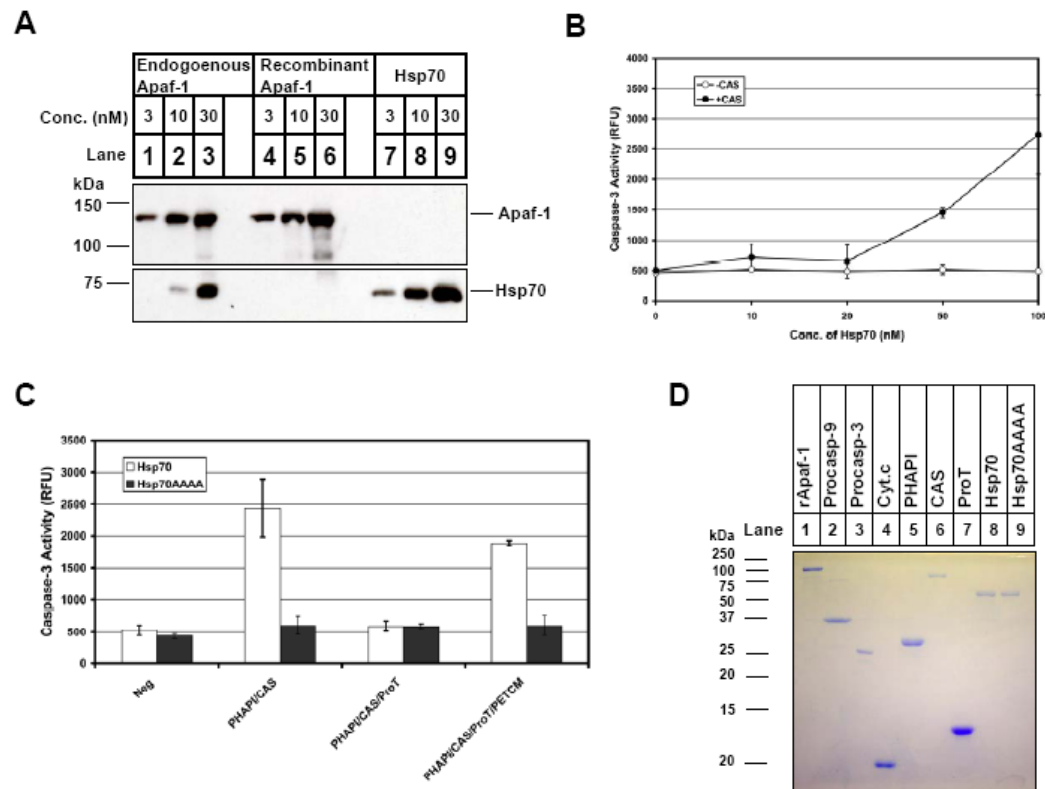 A
Endogoenous Apaf-1
Recombinant Apaf-1
Hsp70
Conc. (nM)
3 10 30 3 10 30 3 10 30
Lane
1 2 3 4 5 6 7 8 9
kDa
150
100
75
Apaf-1
Hsp70
B
Caspase-3 Activity (RFU)
4000
3500
3000
2500
2000
1500
1000
500
0
-CAS
+CAS
0 10 20 90 100
Conc. of Hsp70 (nM)
C
Caspase-3 Activity (RFU)
3500
3000
2500
2000
1500
1000
500
0
Hsp70
Hsp70AAAA
Neg
PHAPI/CAS
PHAPI/CAS/ProT
PHAPI/CAS/ProT/PETCM
D
rApaf-1
Procasp-9
Procasp-3
Cyt.c
PHAPI
CAS
ProT
Hsp70
Hsp70AAAA
kDa Lane 1 2 3 4 5 6 7 8 9
250
100
75
50
37
25
20
15
20